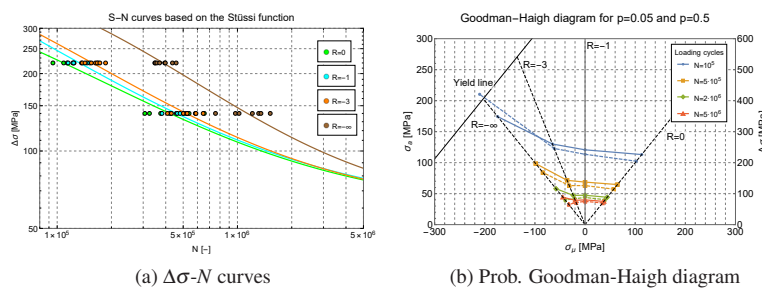 S−N curves based on the Stüssi function
300
220
150
100
50
Δσ [MPa]
R=0
R=−1
R=−3
R=−∞
1×10⁵
5×10⁵
1×10⁶
5×10⁶
N [−]
(a) Δσ-N curves
Goodman−Haigh diagram for p=0.05 and p=0.5
300
250
200
150
100
50
0
σₐ [MPa]
Yield line
R=−∞
R=−3
R=−1
R=0
Loading cycles
N=10⁵
N=5·10⁵
N=2·10⁶
N=5·10⁶
600
500
400
300
200
100
0
Δσ [MPa]
−300
−200
−100
0
100
200
300
σμ [MPa]
(b) Prob. Goodman-Haigh diagram